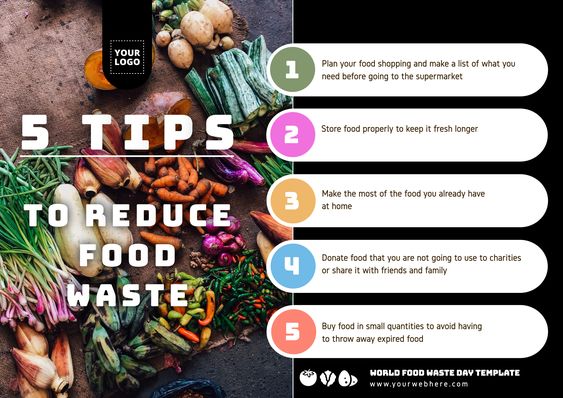 YOUR
LOGO
5 TIPS
TO REDUCE
FOOD
WASTE
1
Plan your food shopping and make a list of what you
need before going to the supermarket
2
Store food properly to keep it fresh longer
3
Make the most of the food you already have
at home
4
Donate food that you are not going to use to charities
or share it with friends and family
5
Buy food in small quantities to avoid having
to throw away expired food
WORLD FOOD WASTE DAY TEMPLATE
www.yourwebhere.com